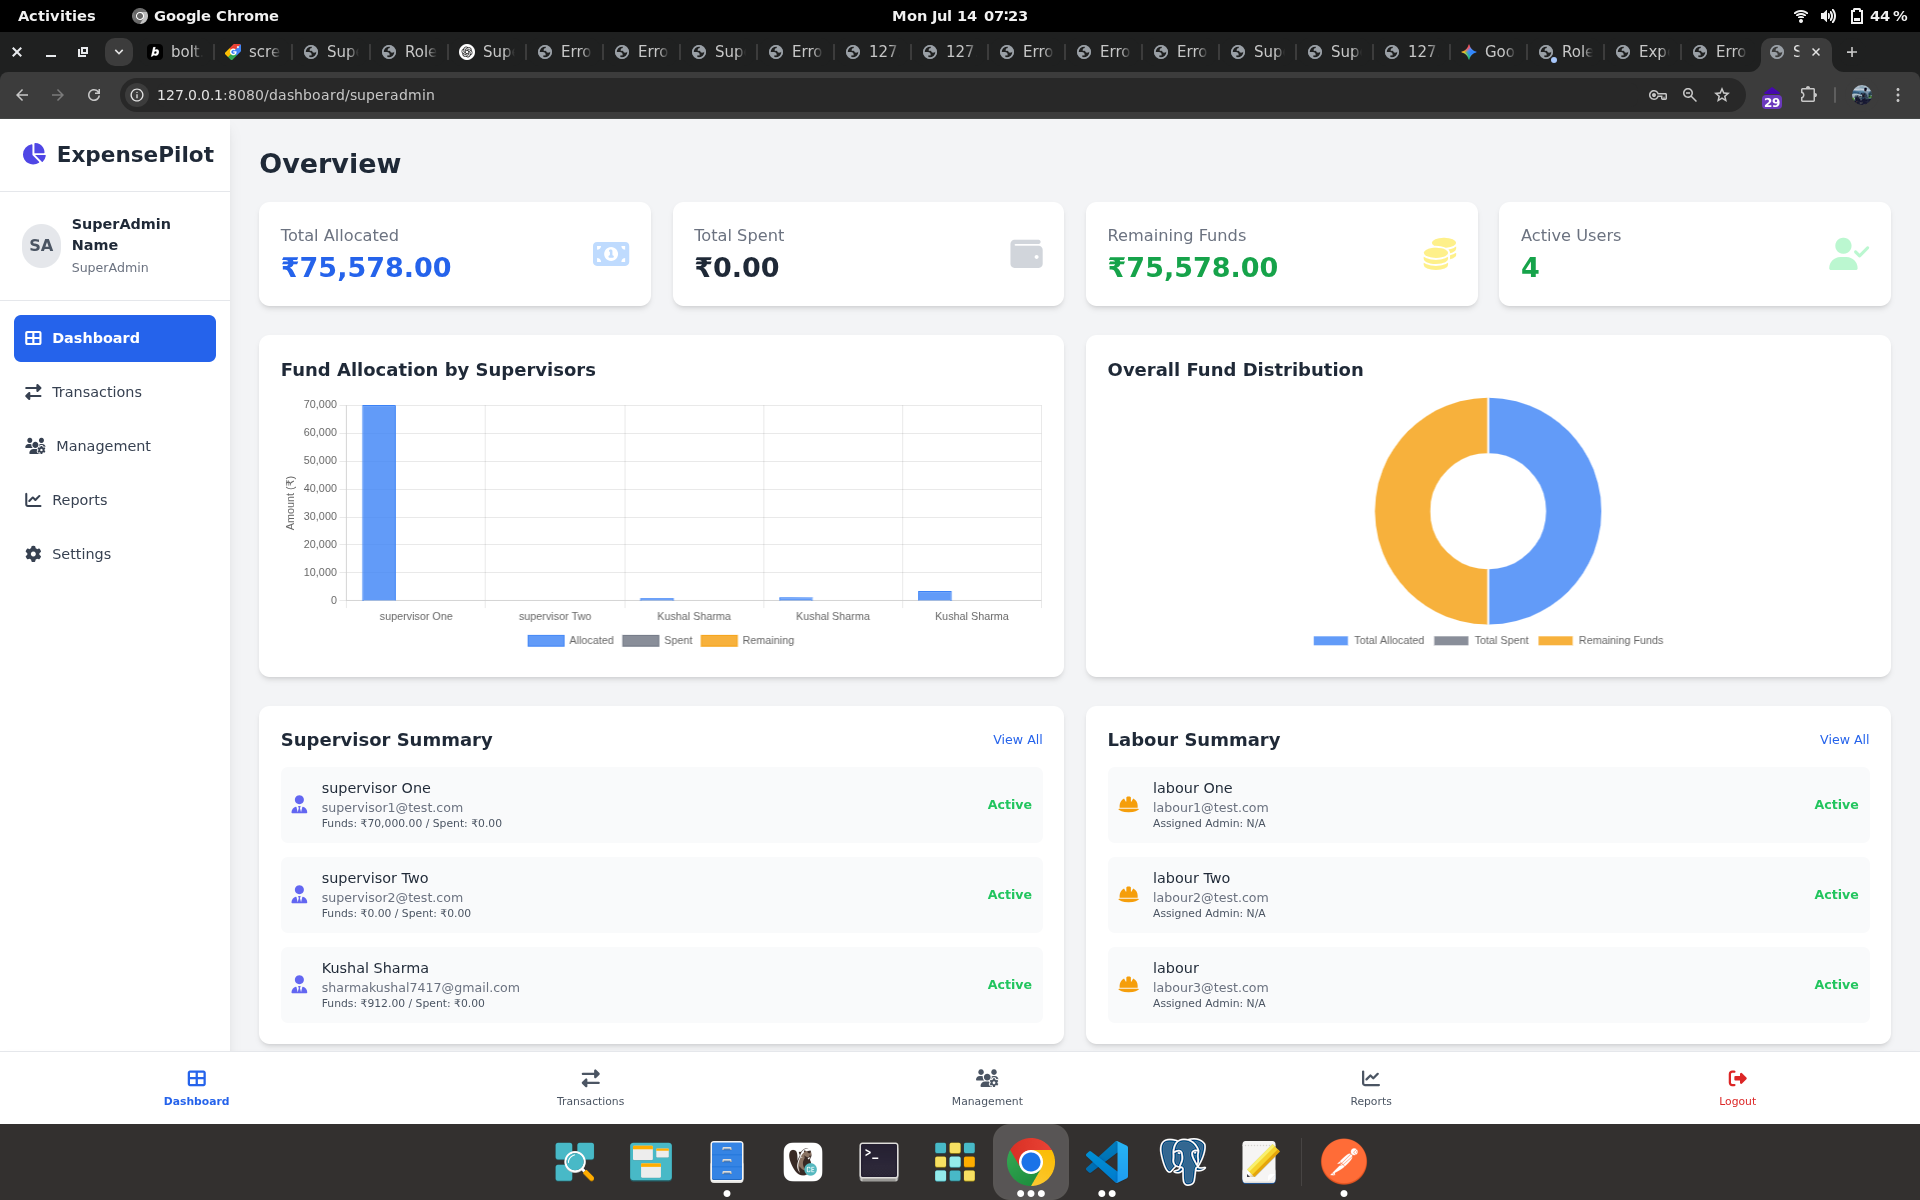 Activities
Google Chrome
Mon Jul 14 07:23
44 %
bolt
scre
Sup
Role
Sup
Erro
Erro
Sup
Erro
127
127
Erro
Erro
Erro
Sup
Sup
127
Goo
Role
Exp
Erro
S
127.0.0.1:8080/dashboard/superadmin
29
ExpensePilot
SA
SuperAdmin
Name
SuperAdmin
Dashboard
Transactions
Management
Reports
Settings
Overview
Total Allocated
₹75,578.00
Total Spent
₹0.00
Remaining Funds
₹75,578.00
Active Users
4
Fund Allocation by Supervisors
70,000
60,000
50,000
40,000
30,000
20,000
10,000
0
Amount (₹)
supervisor One
supervisor Two
Kushal Sharma
Kushal Sharma
Kushal Sharma
Allocated
Spent
Remaining
Overall Fund Distribution
Total Allocated
Total Spent
Remaining Funds
Supervisor Summary
View All
supervisor One
supervisor1@test.com
Funds: ₹70,000.00 / Spent: ₹0.00
Active
supervisor Two
supervisor2@test.com
Funds: ₹0.00 / Spent: ₹0.00
Active
Kushal Sharma
sharmakushal7417@gmail.com
Funds: ₹912.00 / Spent: ₹0.00
Active
Labour Summary
View All
labour One
labour1@test.com
Assigned Admin: N/A
Active
labour Two
labour2@test.com
Assigned Admin: N/A
Active
labour
labour3@test.com
Assigned Admin: N/A
Active
Dashboard
Transactions
Management
Reports
Logout